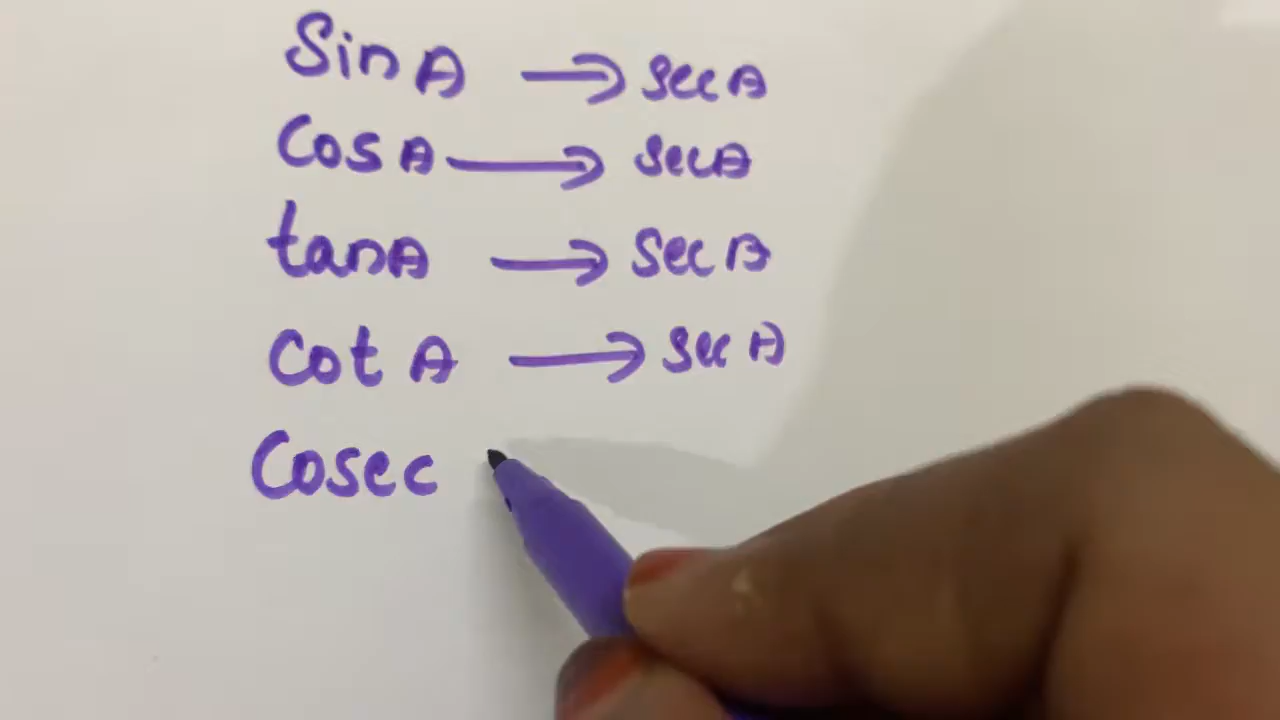 Sin A → Sec A
Cos A → Sec A
tan A → Sec A
Cot A → Sec A
Cosec